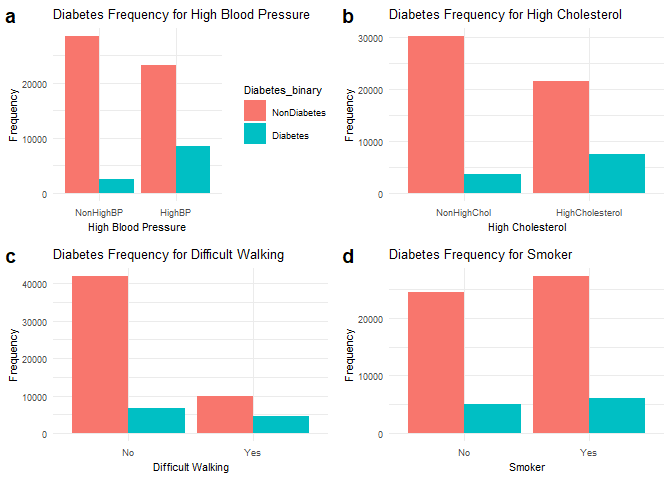 a
Diabetes Frequency for High Blood Pressure
Frequency
20000
10000
0
NonHighBP
HighBP
High Blood Pressure
Diabetes_binary
NonDiabetes
Diabetes
b
Diabetes Frequency for High Cholesterol
Frequency
30000
20000
10000
0
NonHighChol
HighCholesterol
High Cholesterol
c
Diabetes Frequency for Difficult Walking
Frequency
40000
30000
20000
10000
0
No
Yes
Difficult Walking
d
Diabetes Frequency for Smoker
Frequency
20000
10000
0
No
Yes
Smoker